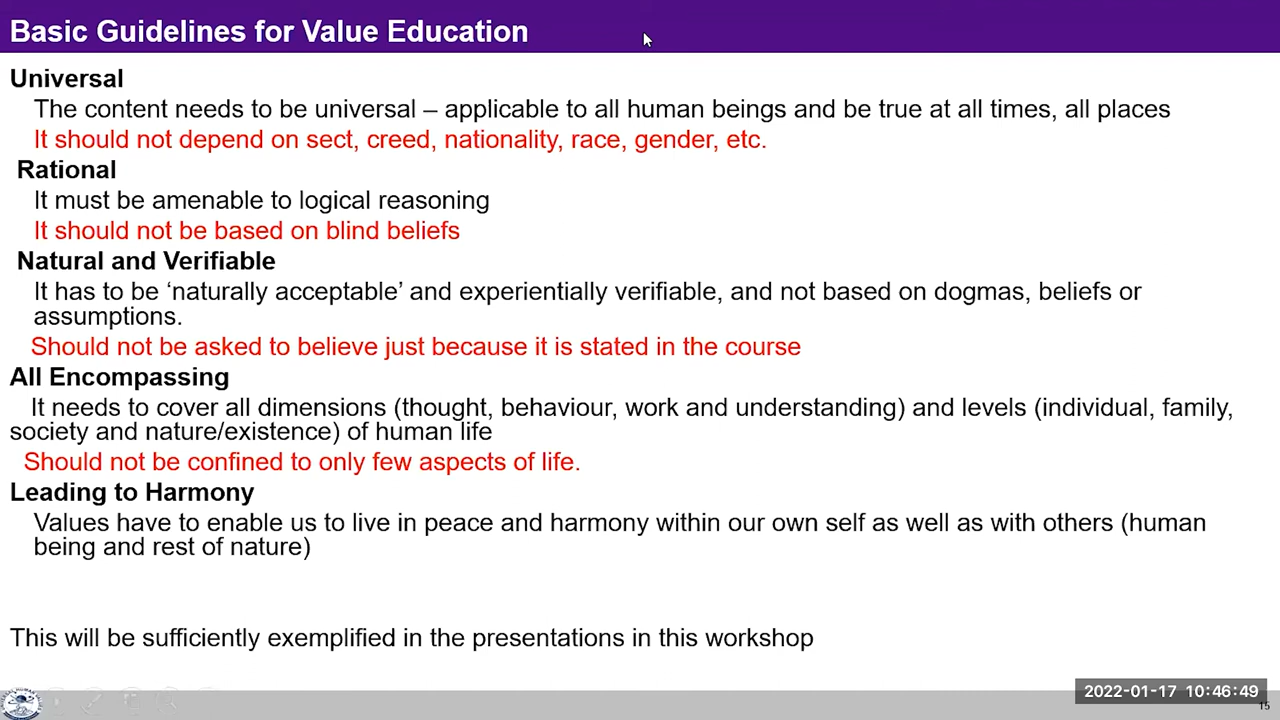 Basic Guidelines for Value Education
Universal
The content needs to be universal – applicable to all human beings and be true at all times, all places
It should not depend on sect, creed, nationality, race, gender, etc.
Rational
It must be amenable to logical reasoning
It should not be based on blind beliefs
Natural and Verifiable
It has to be ‘naturally acceptable’ and experientially verifiable, and not based on dogmas, beliefs or
assumptions.
Should not be asked to believe just because it is stated in the course
All Encompassing
It needs to cover all dimensions (thought, behaviour, work and understanding) and levels (individual, family,
society and nature/existence) of human life
Should not be confined to only few aspects of life.
Leading to Harmony
Values have to enable us to live in peace and harmony within our own self as well as with others (human
being and rest of nature)
This will be sufficiently exemplified in the presentations in this workshop
2022-01-17 10:46:49
15